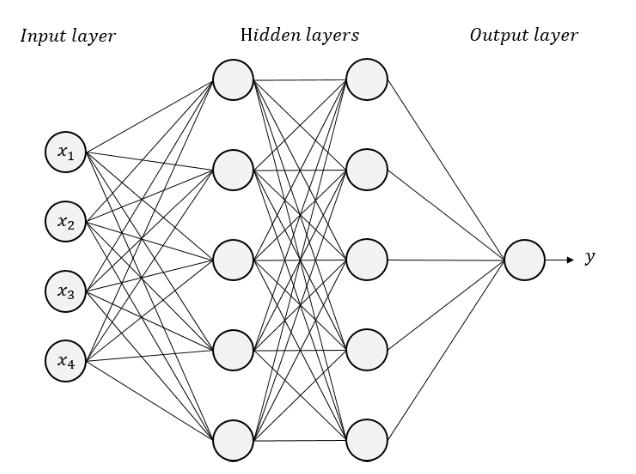 Input layer
Hidden layers
Output layer
x₁
x₂
x₃
x₄
y